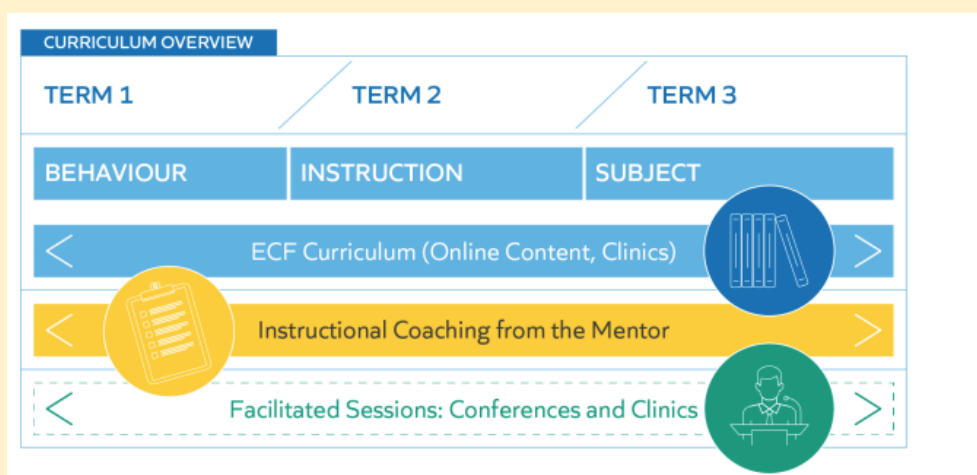 CURRICULUM OVERVIEW
TERM 1 TERM 2 TERM 3
BEHAVIOUR INSTRUCTION SUBJECT
ECF Curriculum (Online Content, Clinics)
Instructional Coaching from the Mentor
Facilitated Sessions: Conferences and Clinics